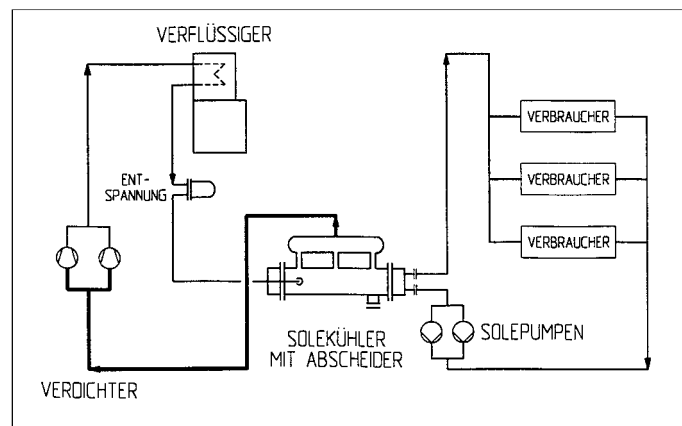 VERFLÜSSIGER
ENT-
SPANNUNG
VERBRAUCHER
VERBRAUCHER
VERBRAUCHER
SOLEKÜHLER
MIT ABSCHEIDER
SOLEPUMPEN
VERDICHTER